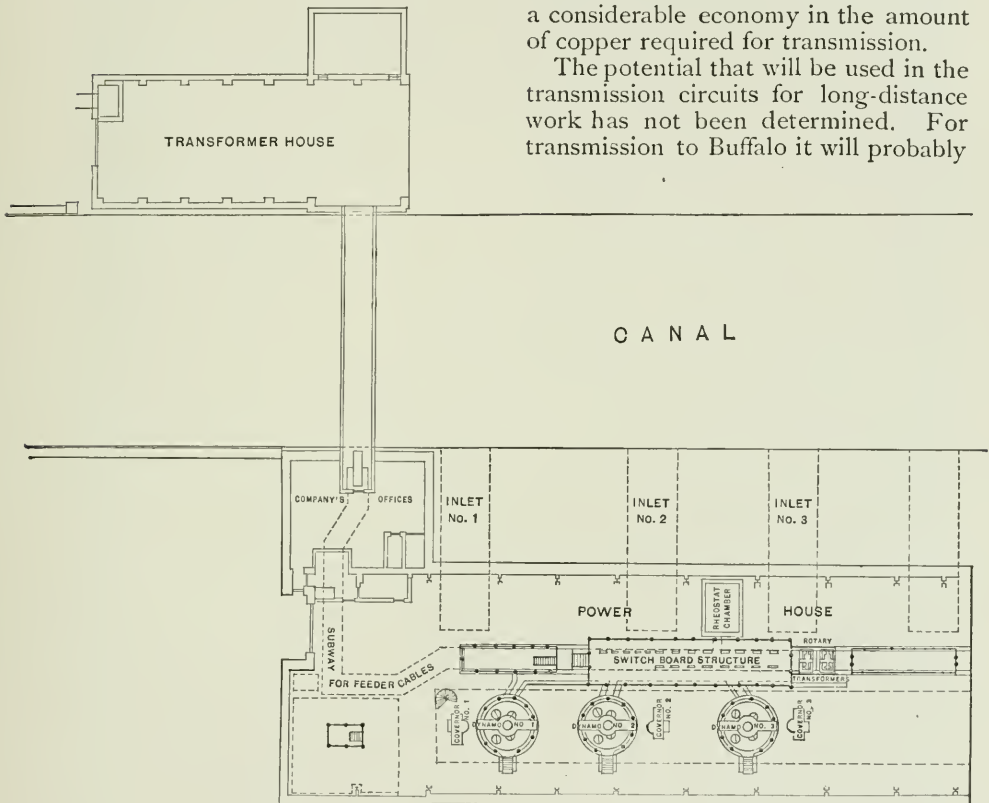 a considerable economy in the amount
of copper required for transmission.
The potential that will be used in the
transmission circuits for long-distance
work has not been determined. For
transmission to Buffalo it will probably
TRANSFORMER HOUSE
CANAL
COMPANY'S OFFICES
INLET
No. 1
INLET
No. 2
INLET
No. 3
POWER HOUSE
RHEOSTAT
CHAMBER
ROTARY
TRANSFORMER
SWITCH BOARD STRUCTURE
SUBWAY
FOR FEEDER CABLES
GOVERNOR
No. 1
DYNAMO NO. 1
DYNAMO NO. 2
GOVERNOR
No. 2
DYNAMO NO. 3
GOVERNOR
No. 3